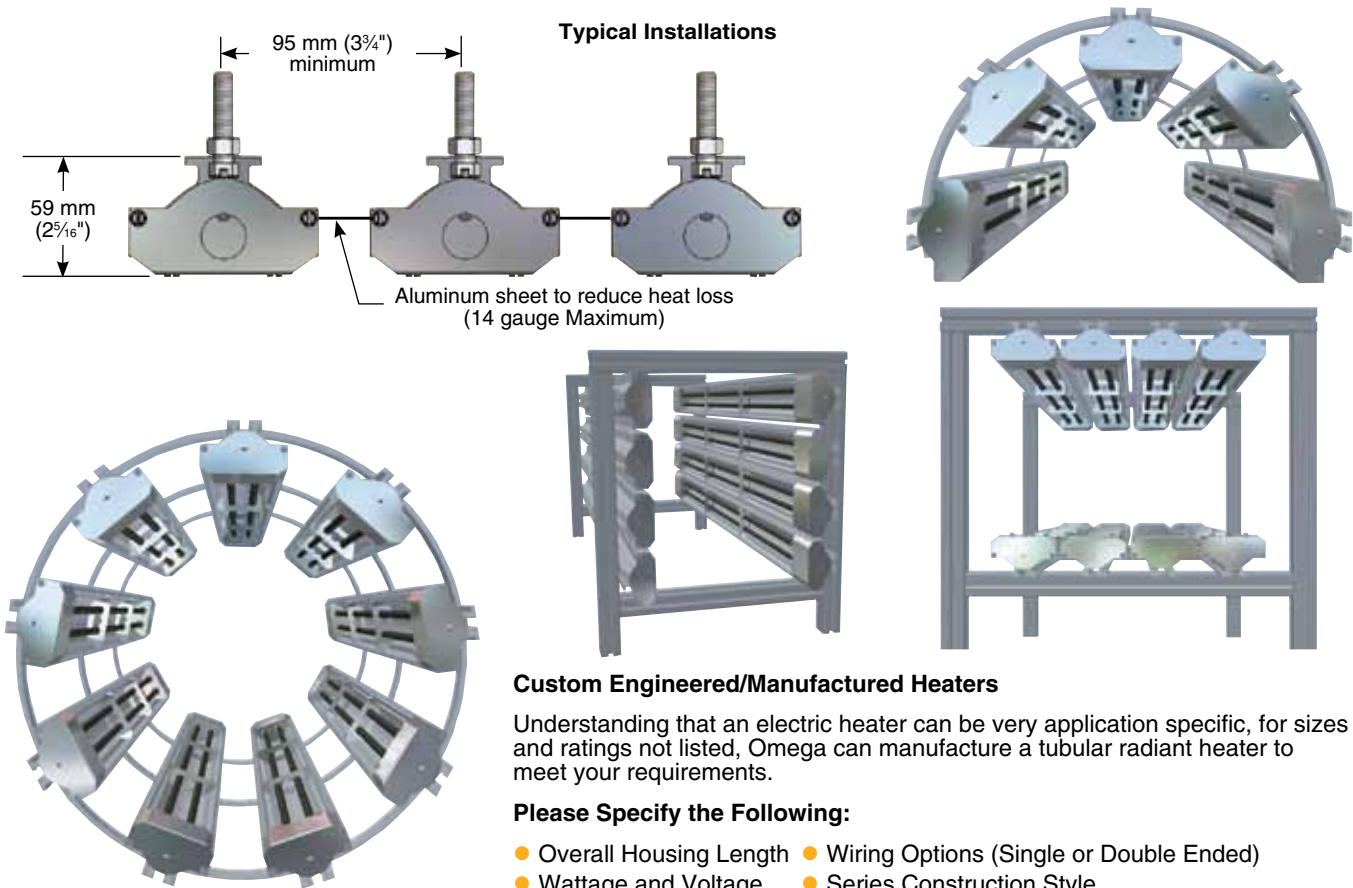 Typical Installations
95 mm (3¾")
minimum
59 mm
(2⁵⁄₁₆")
Aluminum sheet to reduce heat loss
(14 gauge Maximum)
Custom Engineered/Manufactured Heaters
Understanding that an electric heater can be very application specific, for sizes
and ratings not listed, Omega can manufacture a tubular radiant heater to
meet your requirements.
Please Specify the Following:
● Overall Housing Length ● Wiring Options (Single or Double Ended)
● Wattage and Voltage ● Series Construction Style